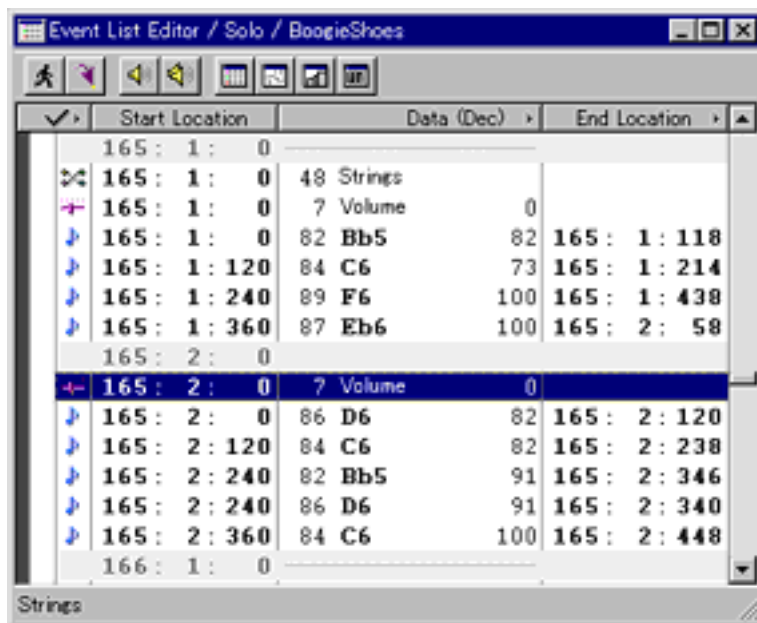 Event List Editor / Solo / BoogieShoes
Start Location Data (Dec) End Location
165 : 1 : 0
165 : 1 : 0 48 Strings
165 : 1 : 0 7 Volume 0
165 : 1 : 0 82 Bb5 82 165 : 1 : 118
165 : 1 : 120 84 C6 73 165 : 1 : 214
165 : 1 : 240 89 F6 100 165 : 1 : 438
165 : 1 : 360 87 Eb6 100 165 : 2 : 58
165 : 2 : 0
165 : 2 : 0 7 Volume 0
165 : 2 : 0 86 D6 82 165 : 2 : 120
165 : 2 : 120 84 C6 82 165 : 2 : 238
165 : 2 : 240 82 Bb5 91 165 : 2 : 346
165 : 2 : 240 86 D6 91 165 : 2 : 340
165 : 2 : 360 84 C6 100 165 : 2 : 448
166 : 1 : 0
Strings